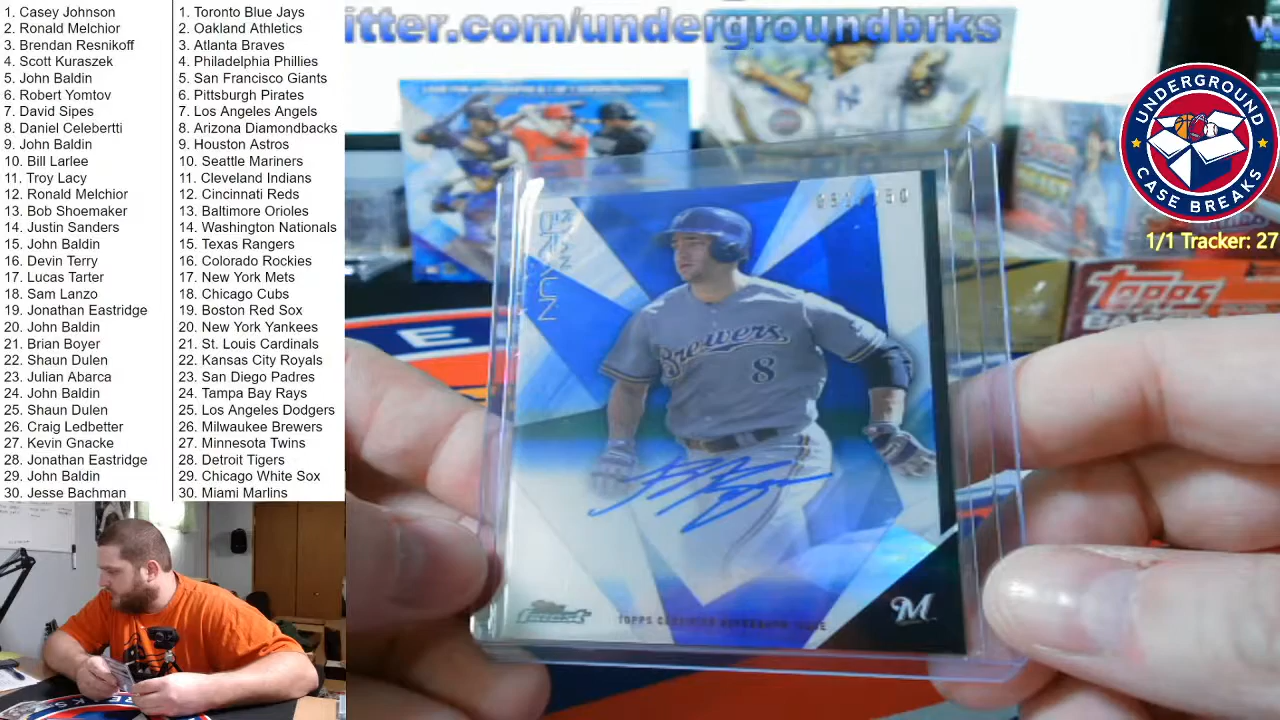 1. Casey Johnson
2. Ronald Melchior
3. Brendan Resnikoff
4. Scott Kuraszek
5. John Baldin
6. Robert Yomtov
7. David Sipes
8. Daniel Celebertti
9. John Baldin
10. Bill Larlee
11. Troy Lacy
12. Ronald Melchior
13. Bob Shoemaker
14. Justin Sanders
15. John Baldin
16. Devin Terry
17. Lucas Tarter
18. Sam Lanzo
19. Jonathan Eastridge
20. John Baldin
21. Brian Boyer
22. Shaun Dulen
23. Julian Abarca
24. John Baldin
25. Shaun Dulen
26. Craig Ledbetter
27. Kevin Gnacke
28. Jonathan Eastridge
29. John Baldin
30. Jesse Bachman
1. Toronto Blue Jays
2. Oakland Athletics
3. Atlanta Braves
4. Philadelphia Phillies
5. San Francisco Giants
6. Pittsburgh Pirates
7. Los Angeles Angels
8. Arizona Diamondbacks
9. Houston Astros
10. Seattle Mariners
11. Cleveland Indians
12. Cincinnati Reds
13. Baltimore Orioles
14. Washington Nationals
15. Texas Rangers
16. Colorado Rockies
17. New York Mets
18. Chicago Cubs
19. Boston Red Sox
20. New York Yankees
21. St. Louis Cardinals
22. Kansas City Royals
23. San Diego Padres
24. Tampa Bay Rays
25. Los Angeles Dodgers
26. Milwaukee Brewers
27. Minnesota Twins
28. Detroit Tigers
29. Chicago White Sox
30. Miami Marlins
itter.com/undergroundbrks
w
UNDERGROUND
CASE BREAKS
1/1 Tracker: 27
Topps
RYAN
BRAUN
Brewers
8
Finest
TOPPS CERTIFIED AUTOGRAPH ISSUE
M